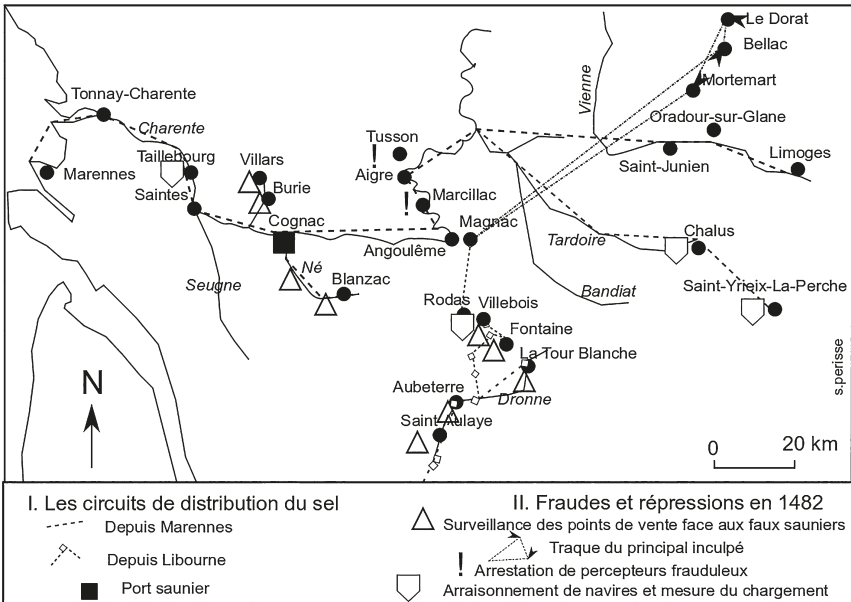 Le Dorat
Bellac
Mortemart
Vienne
Oradour-sur-Glane
Tonnay-Charente
Charente
Tusson
!
Taillebourg
Villars
Saint-Junien
Limoges
Marennes
Aigre
Burie
Marcillac
!
Saintes
Cognac
Magnac
Chalus
Angoulême
Tardoire
Né
Blanzac
Seugne
Bandiat
Saint-Yrieix-La-Perche
Rodas
Villebois
Fontaine
La Tour Blanche
N
Aubeterre
Dronne
Saint-Aulaye
s.perisse
0 20 km
I. Les circuits de distribution du sel
Depuis Marennes
Depuis Libourne
Port saunier
II. Fraudes et répressions en 1482
Surveillance des points de vente face aux faux sauniers
Traque du principal inculpé
! Arrestation de percepteurs frauduleux
Arraisonnement de navires et mesure du chargement